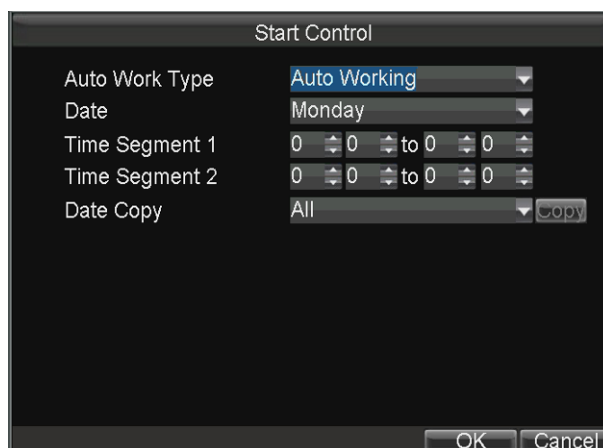 Start Control
Auto Work Type Auto Working
Date Monday
Time Segment 1 0 0 to 0 0
Time Segment 2 0 0 to 0 0
Date Copy All Copy
OK Cancel